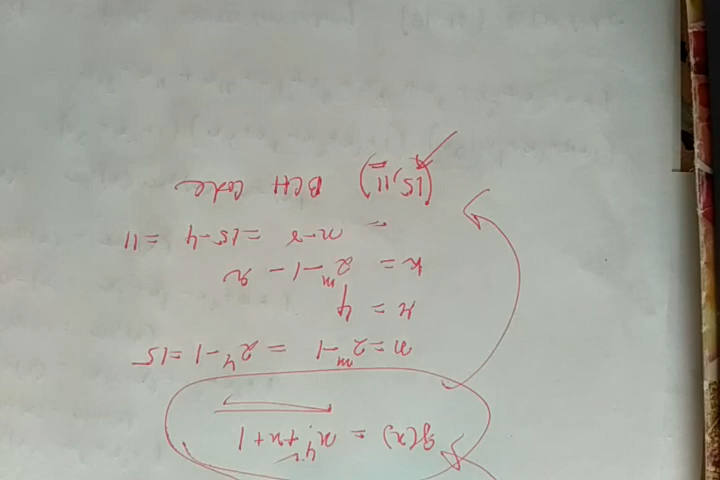 g(x) = x⁴ + x + 1
n = 2ᵐ - 1 = 2⁴ - 1 = 15
r = 4
k = 2ᵐ - 1 - r
= n - r = 15 - 4 = 11
(15, 11) BCH Code